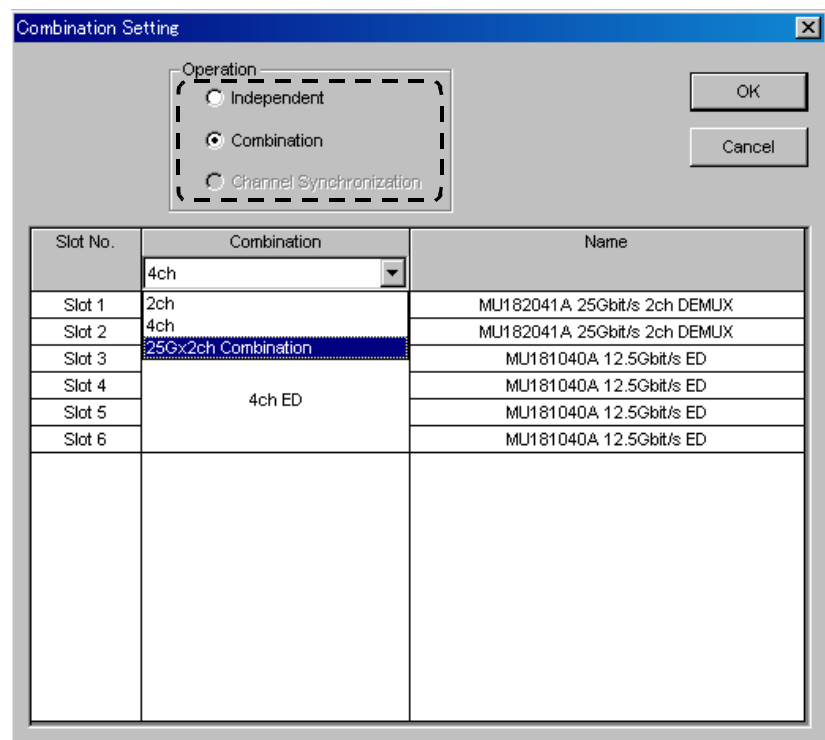 Combination Setting
Operation
Independent
Combination
Channel Synchronization
OK
Cancel
Slot No. Combination Name
4ch
2ch
4ch
25Gx2ch Combination
4ch ED
Slot 1 MU182041A 25Gbit/s 2ch DEMUX
Slot 2 MU182041A 25Gbit/s 2ch DEMUX
Slot 3 MU181040A 12.5Gbit/s ED
Slot 4 MU181040A 12.5Gbit/s ED
Slot 5 MU181040A 12.5Gbit/s ED
Slot 6 MU181040A 12.5Gbit/s ED